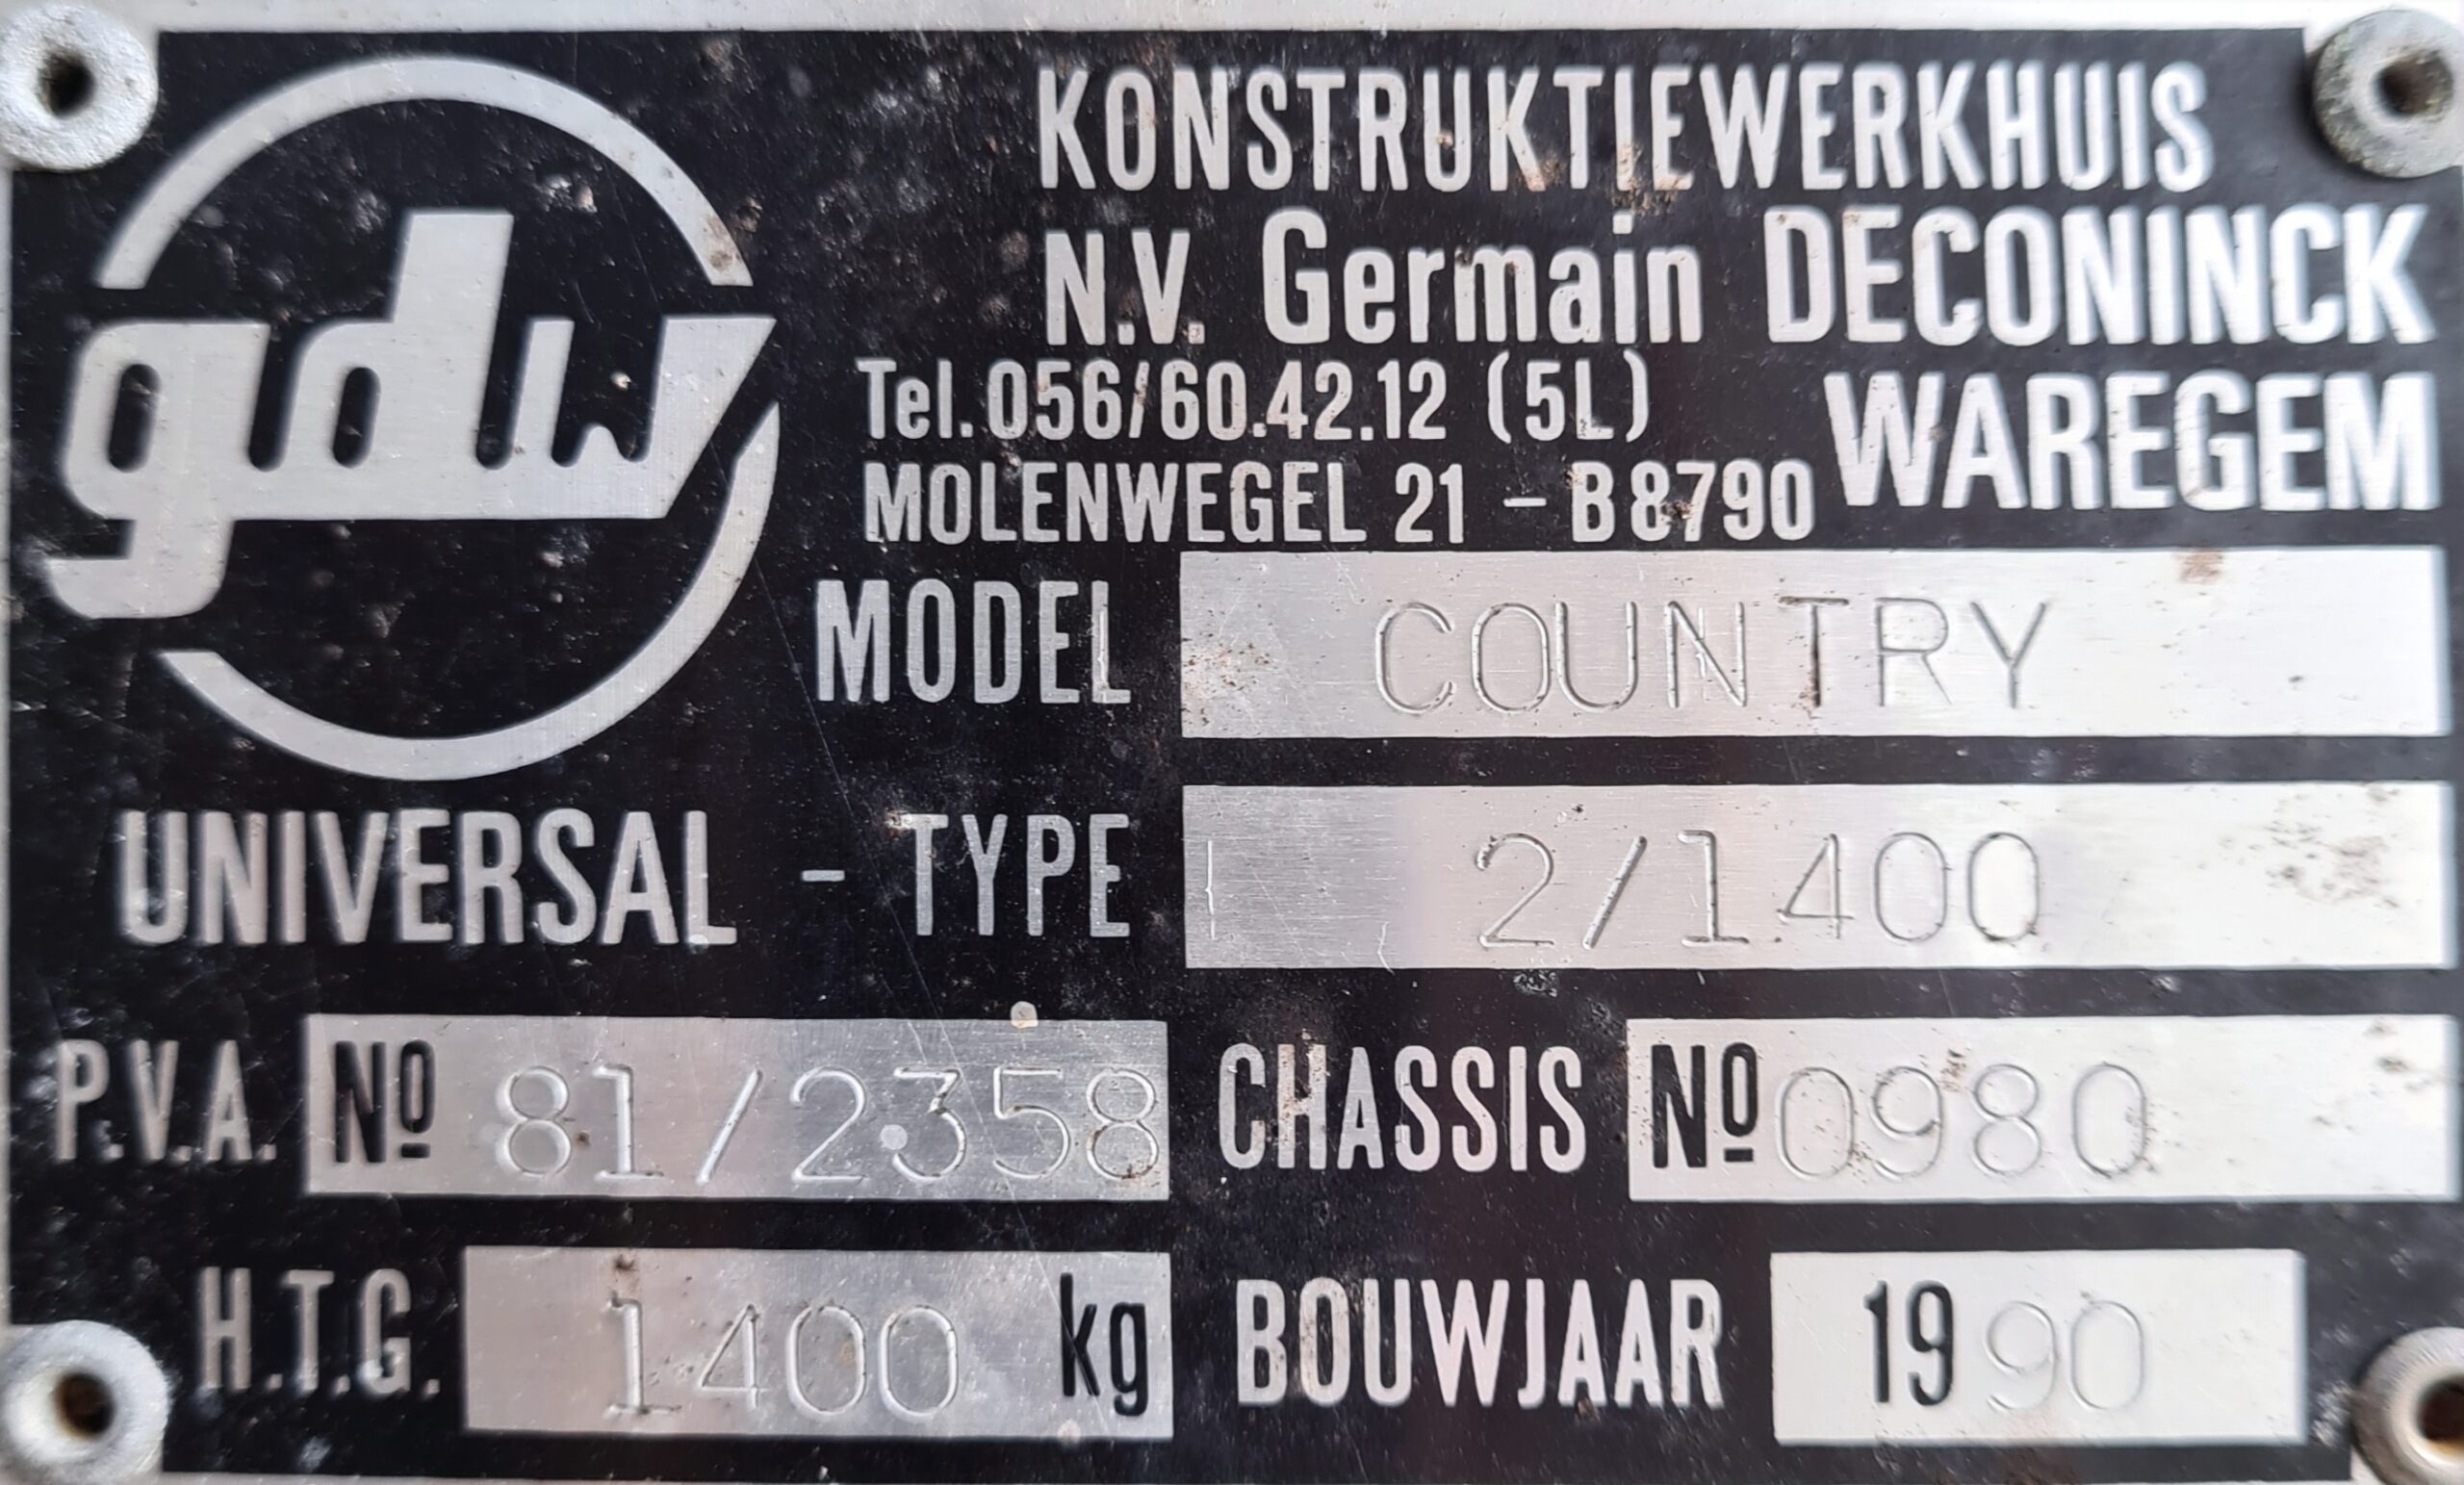 gdw
KONSTRUKTIEWERKHUIS
N.V. Germain DECONINCK
Tel. 056/60.42.12 (5L)
WAREGEM
MOLENWEGEL 21 - B 8790
MODEL COUNTRY
UNIVERSAL - TYPE 2/1400
P.V.A. Nº 81/2358 CHASSIS Nº 0980
H.T.G. 1400 kg BOUWJAAR 1990